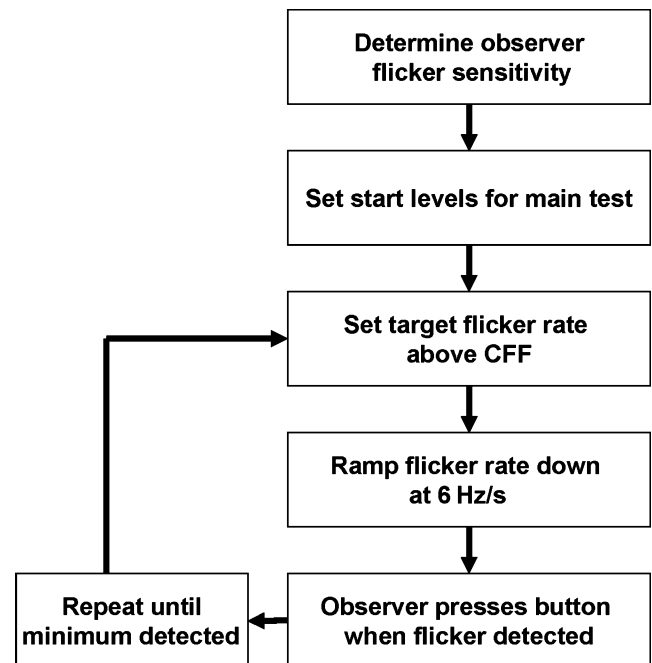 Determine observer
flicker sensitivity
Set start levels for main test
Set target flicker rate
above CFF
Ramp flicker rate down
at 6 Hz/s
Observer presses button
when flicker detected
Repeat until
minimum detected